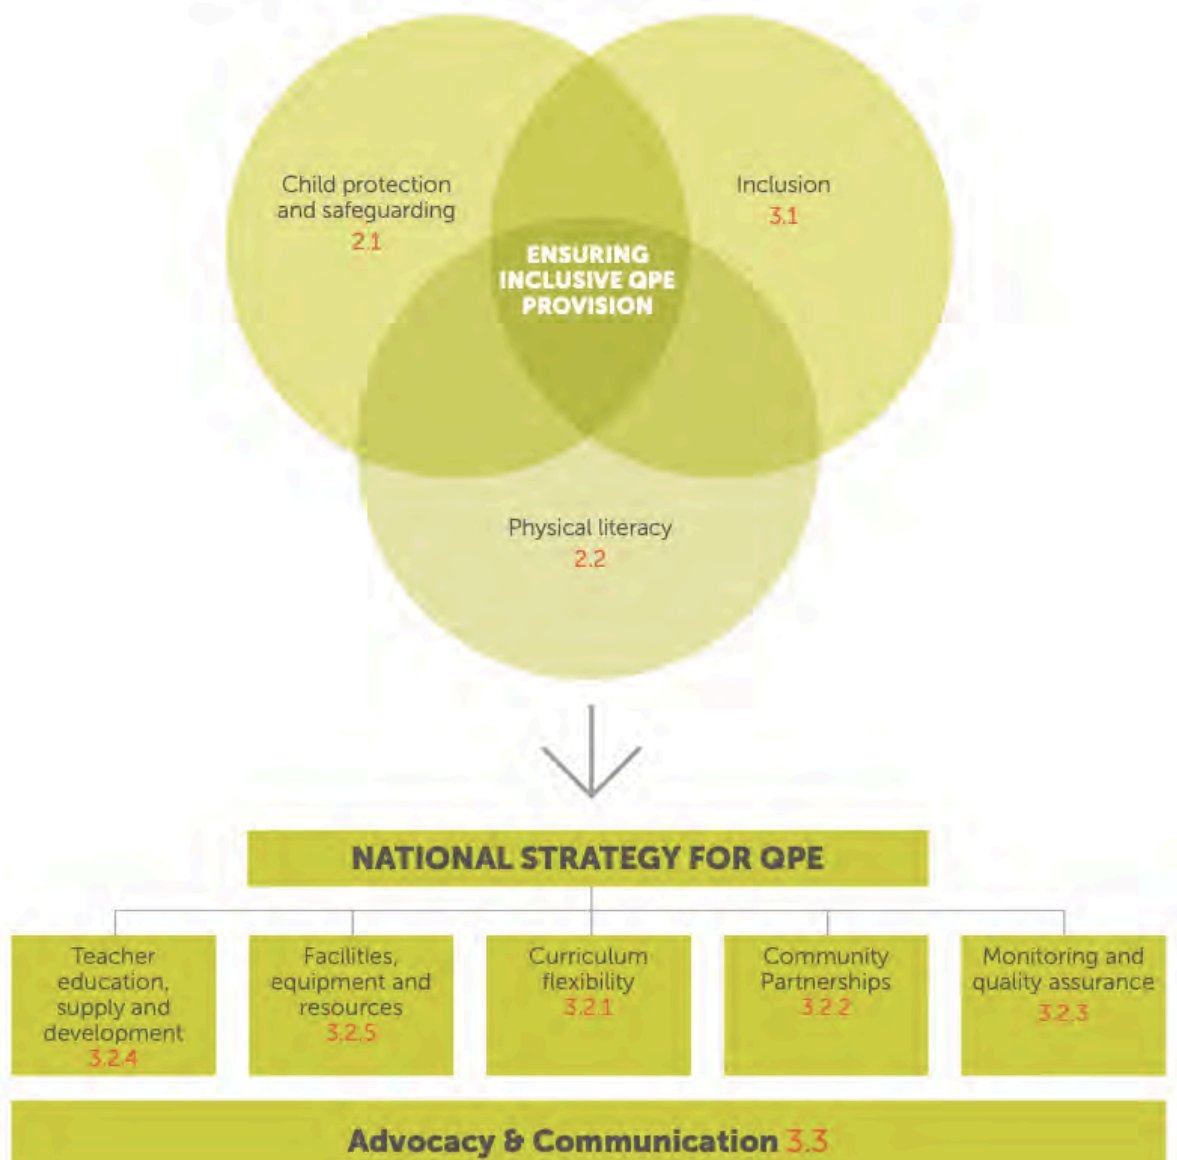 Child protection
and safeguarding
2.1
Inclusion
3.1
ENSURING
INCLUSIVE QPE
PROVISION
Physical literacy
2.2
NATIONAL STRATEGY FOR QPE
Teacher
education,
supply and
development
3.2.4
Facilities,
equipment and
resources
3.2.5
Curriculum
flexibility
3.2.1
Community
Partnerships
3.2.2
Monitoring and
quality assurance
3.2.3
Advocacy & Communication 3.3